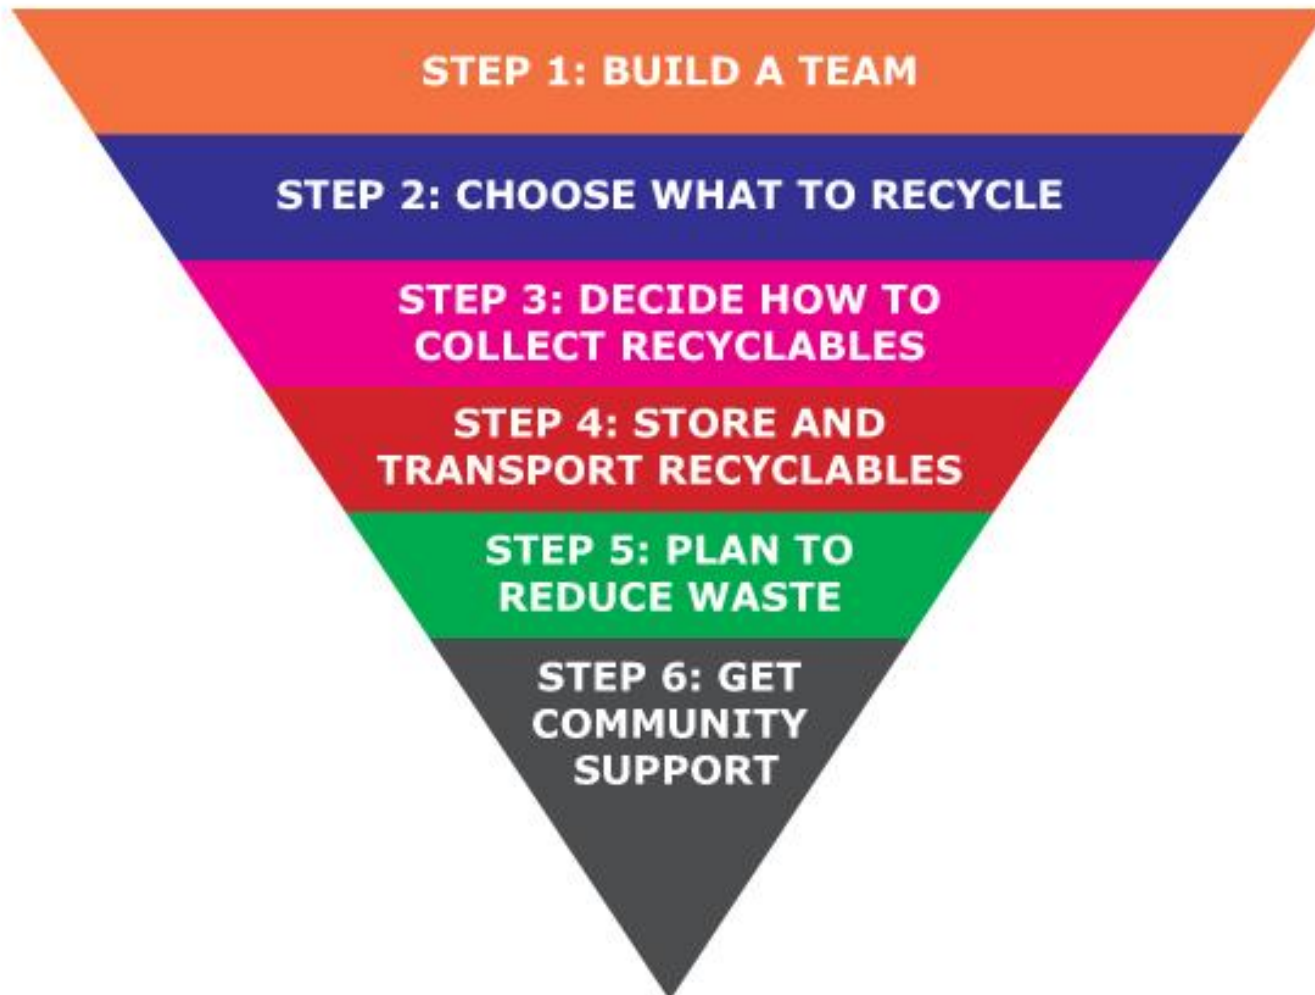 STEP 1: BUILD A TEAM
STEP 2: CHOOSE WHAT TO RECYCLE
STEP 3: DECIDE HOW TO
COLLECT RECYCLABLES
STEP 4: STORE AND
TRANSPORT RECYCLABLES
STEP 5: PLAN TO
REDUCE WASTE
STEP 6: GET
COMMUNITY
SUPPORT